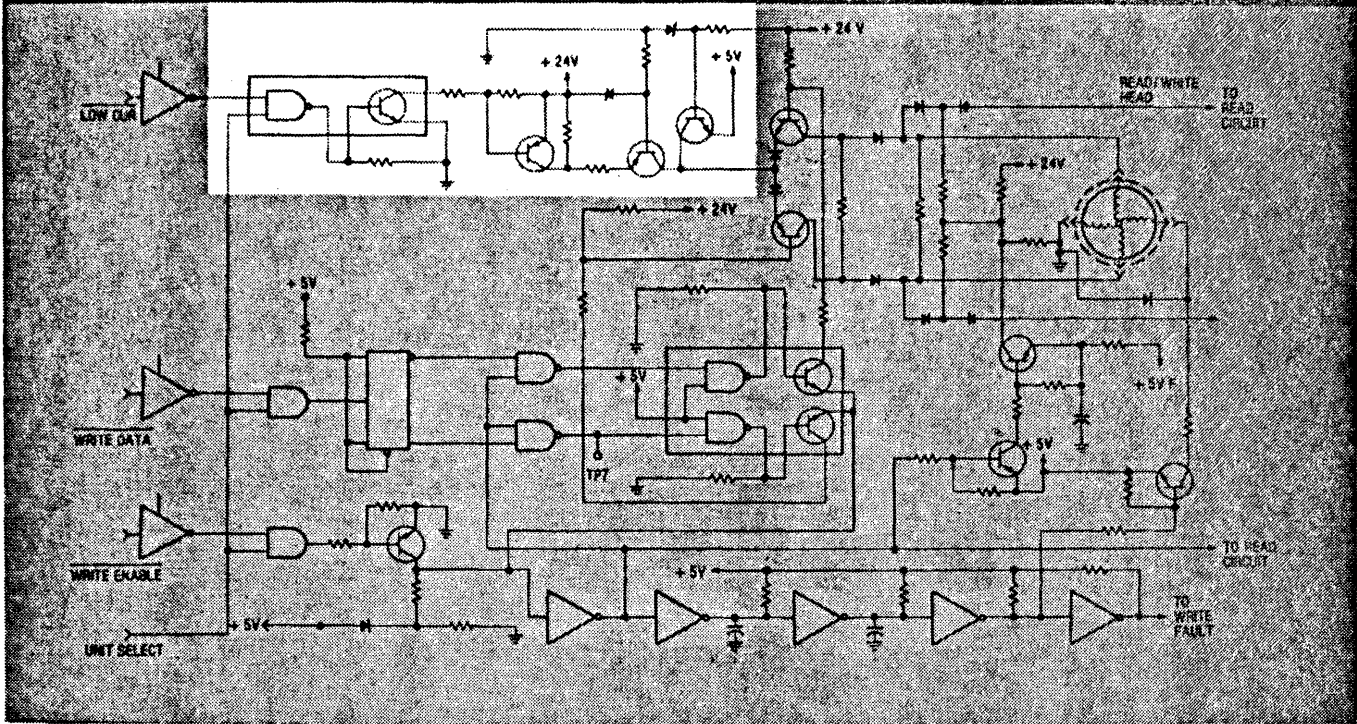 + 24 V
+ 24V
+ 5V
LOW CUR
READ/WRITE
HEAD
TO
READ
CIRCUIT
+ 24V
+ 24V
+ 5V
+ 5V
+ 5V F
WRITE DATA
TP7
+ 5V
WRITE ENABLE
TO READ
CIRCUIT
+ 5V
+ 5V
UNIT SELECT
TO
WRITE
FAULT